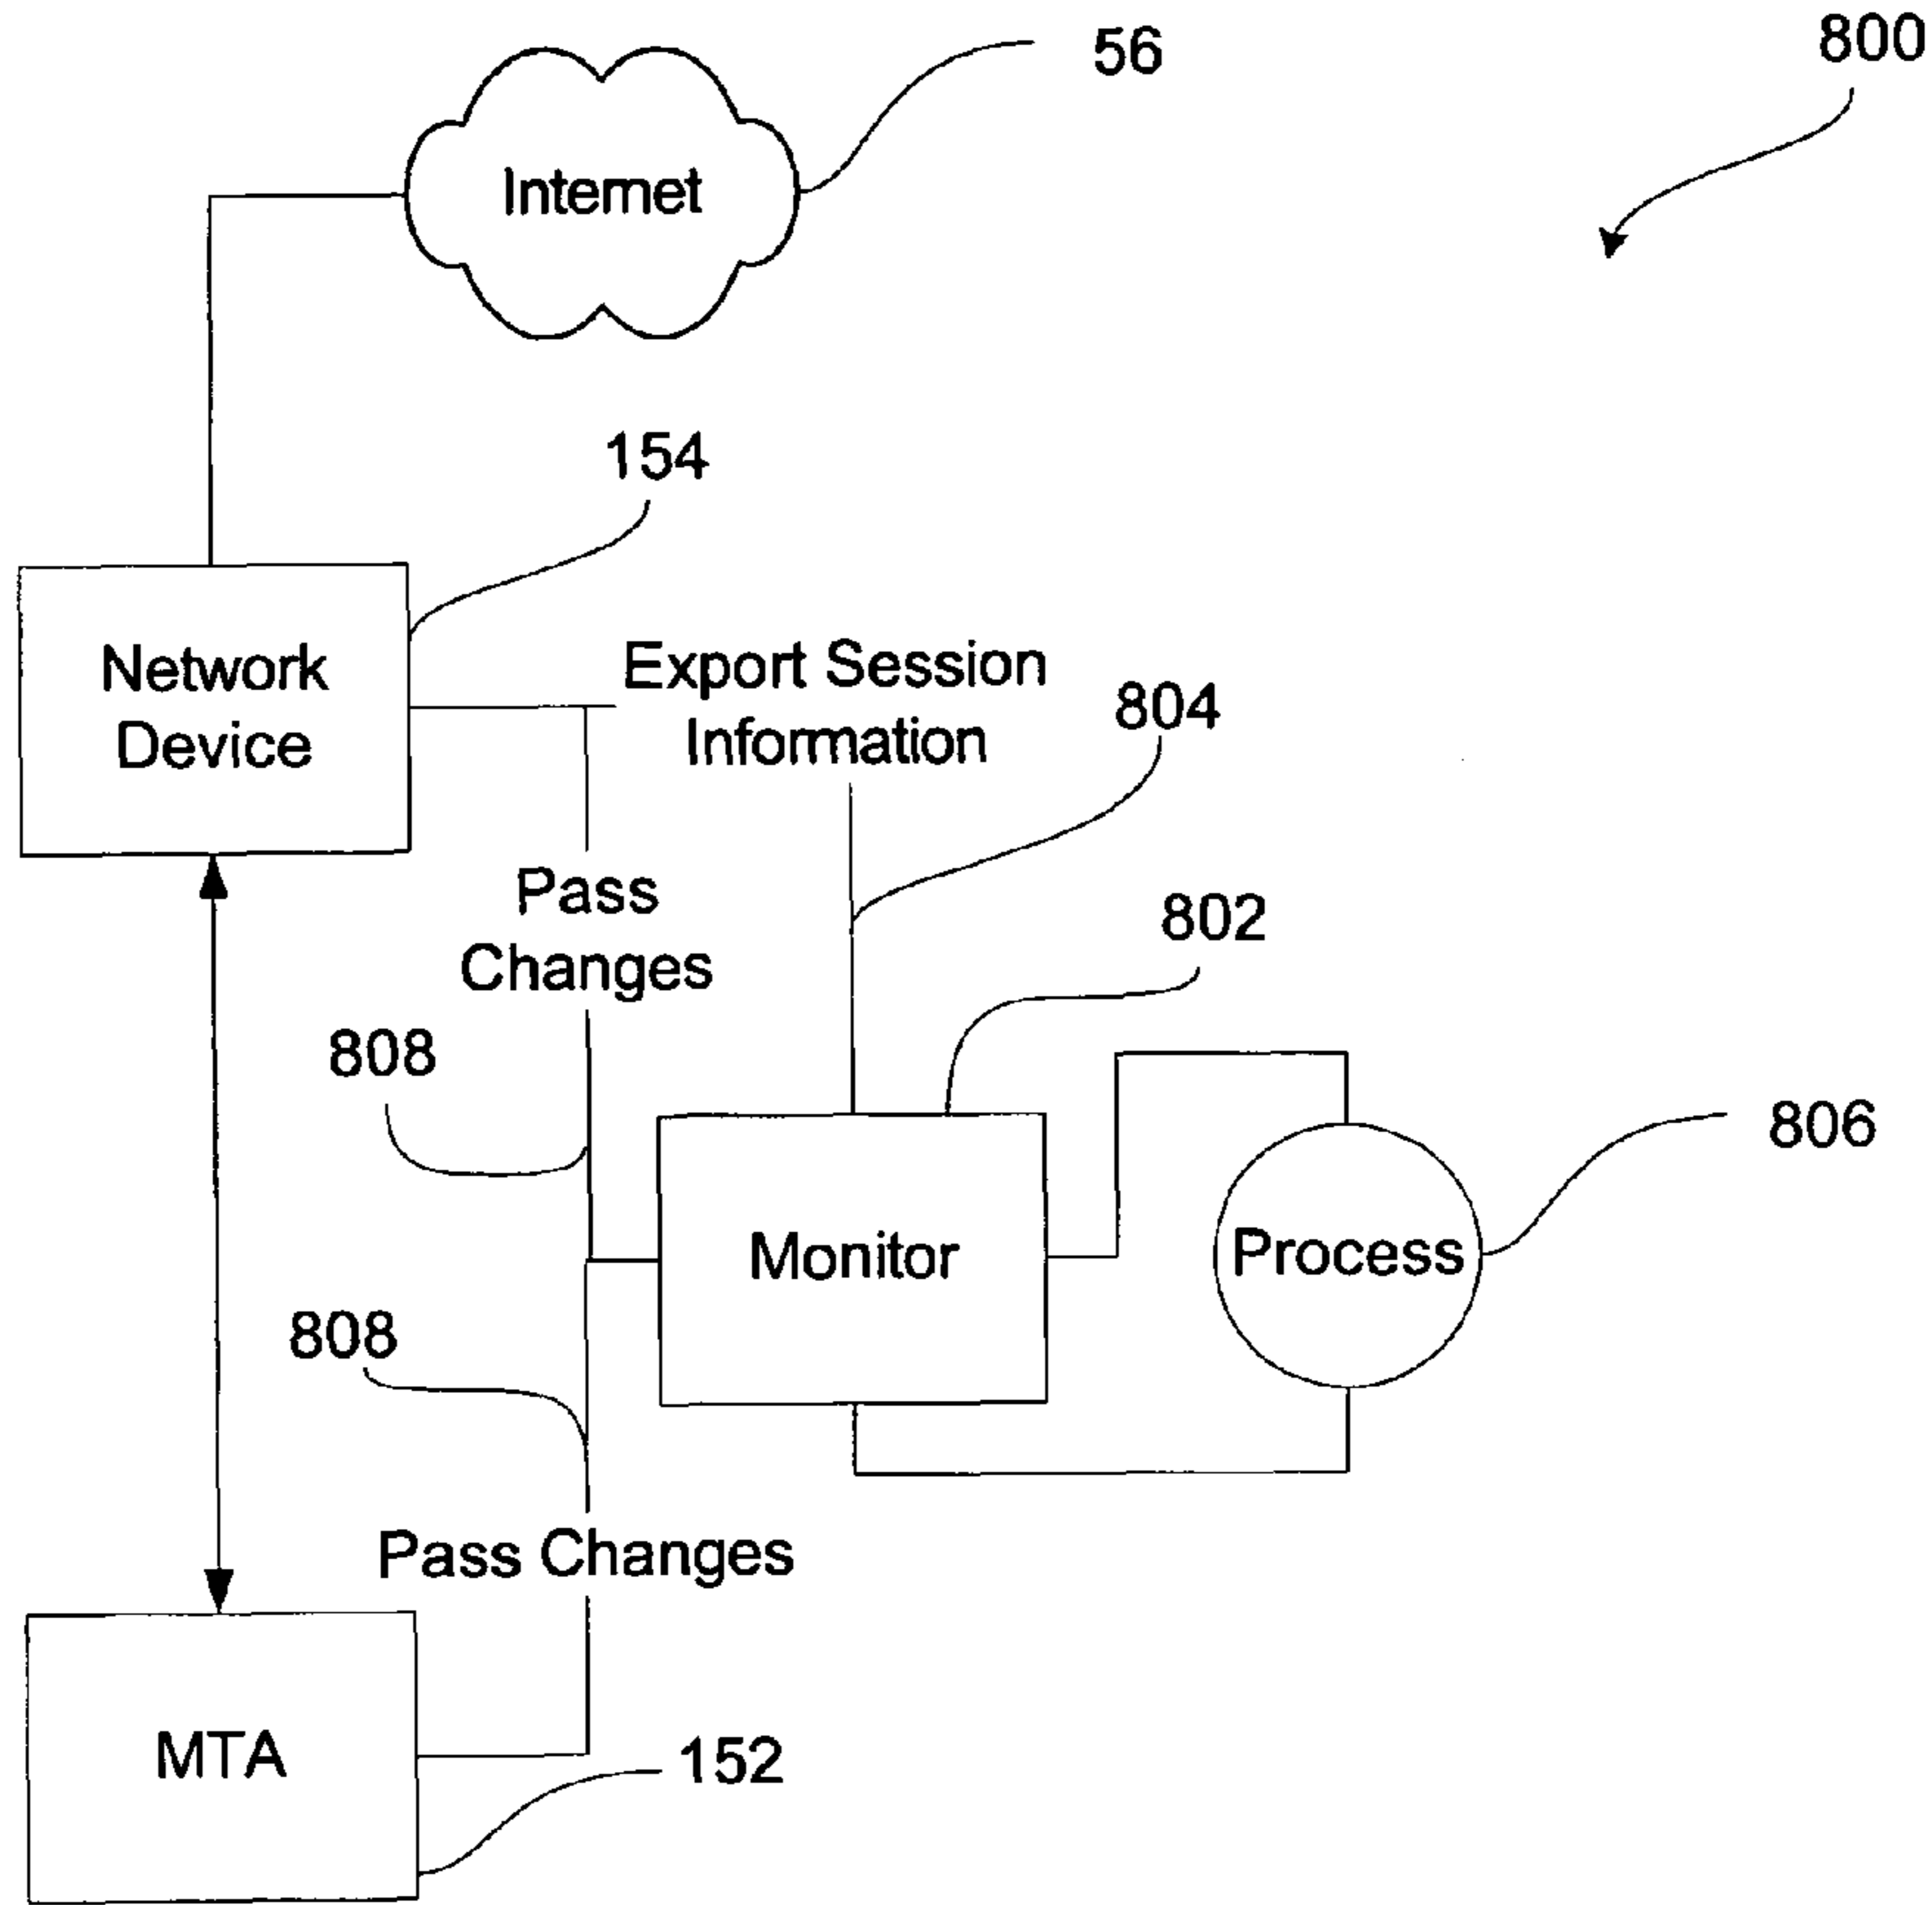 800
56
Internet
154
Network
Device
Export Session
Information
804
Pass
Changes
802
808
806
Monitor
Process
808
Pass Changes
MTA
152